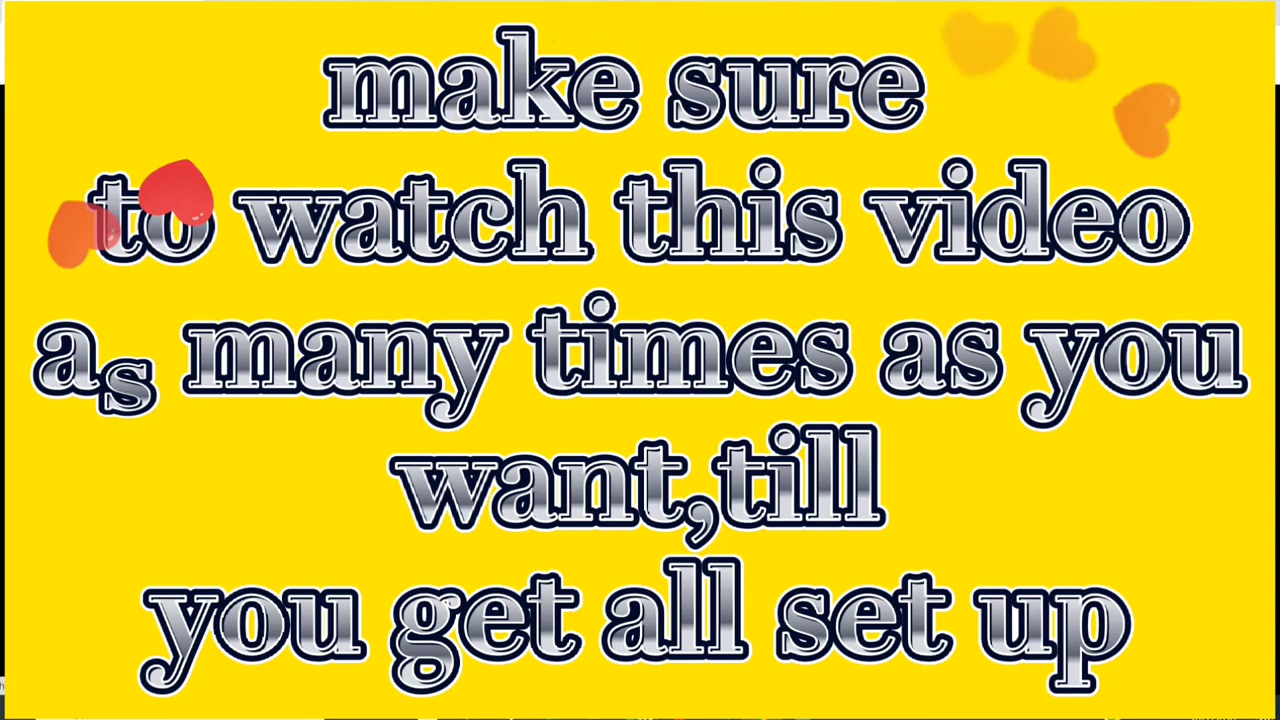 make sure
to watch this video
as many times as you
want,till
you get all set up